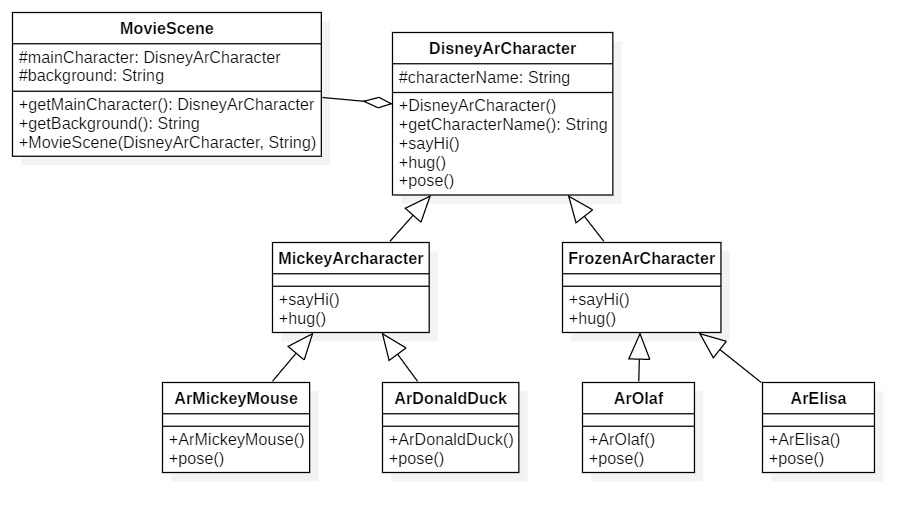 MovieScene
#mainCharacter: DisneyArCharacter
#background: String
+getMainCharacter(): DisneyArCharacter
+getBackground(): String
+MovieScene(DisneyArCharacter, String)
DisneyArCharacter
#characterName: String
+DisneyArCharacter()
+getCharacterName(): String
+sayHi()
+hug()
+pose()
MickeyArcharacter
+sayHi()
+hug()
FrozenArCharacter
+sayHi()
+hug()
ArMickeyMouse
+ArMickeyMouse()
+pose()
ArDonaldDuck
+ArDonaldDuck()
+pose()
ArOlaf
+ArOlaf()
+pose()
ArElisa
+ArElisa()
+pose()